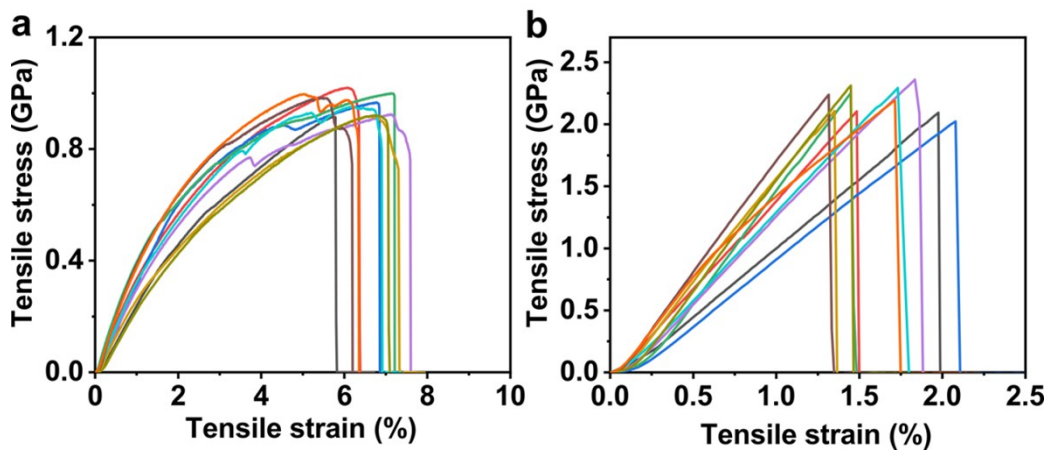 a
Tensile stress (GPa)
1.2
0.8
0.4
0.0
0 2 4 6 8 10
Tensile strain (%)
b
Tensile stress (GPa)
2.5
2.0
1.5
1.0
0.5
0.0
0.0 0.5 1.0 1.5 2.0 2.5
Tensile strain (%)